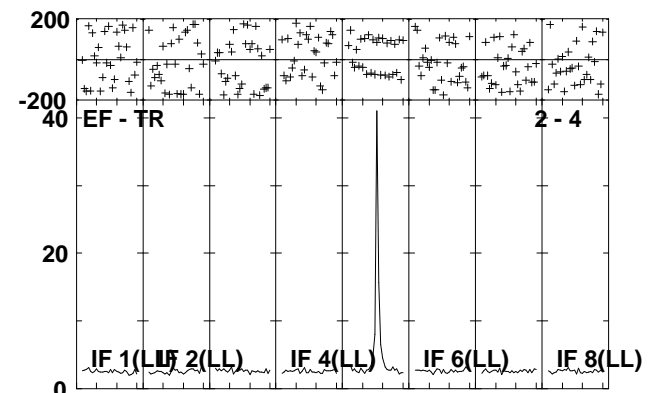 200
-200
40
EF - TR
2 - 4
20
IF 1(LL)
IF 2(LL)
IF 4(LL)
IF 6(LL)
IF 8(LL)
0